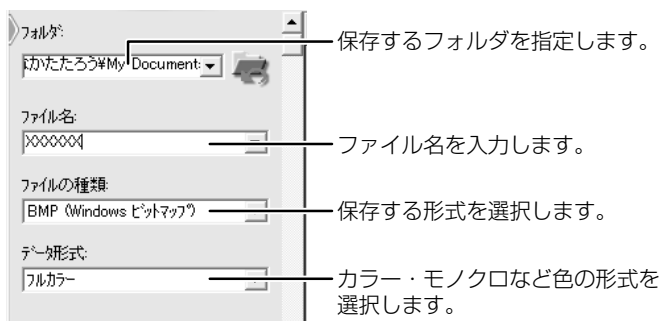 フォルダ:
保存するフォルダを指定します。
かたたろう¥My Document
ファイル名:
XXXXXX
ファイル名を入力します。
ファイルの種類:
BMP (Windows ビットマップ)
保存する形式を選択します。
データ形式:
フルカラー
カラー・モノクロなど色の形式を
選択します。